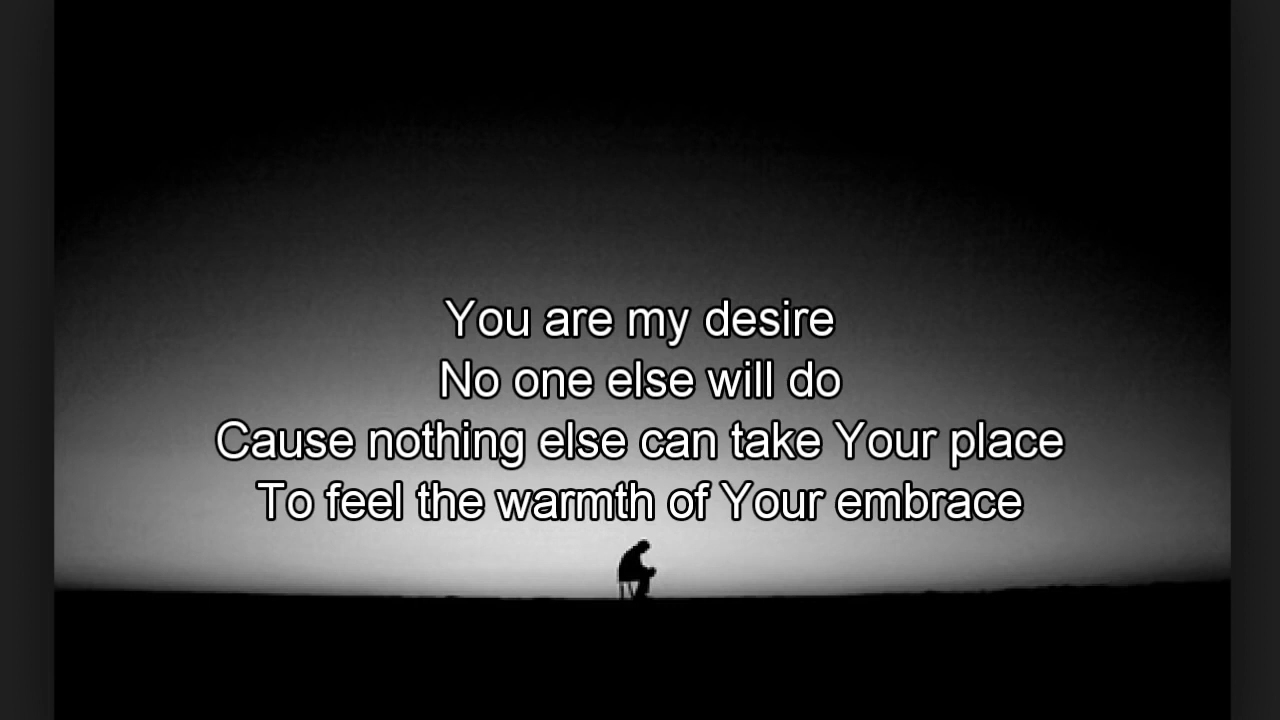 You are my desire
No one else will do
Cause nothing else can take Your place
To feel the warmth of Your embrace